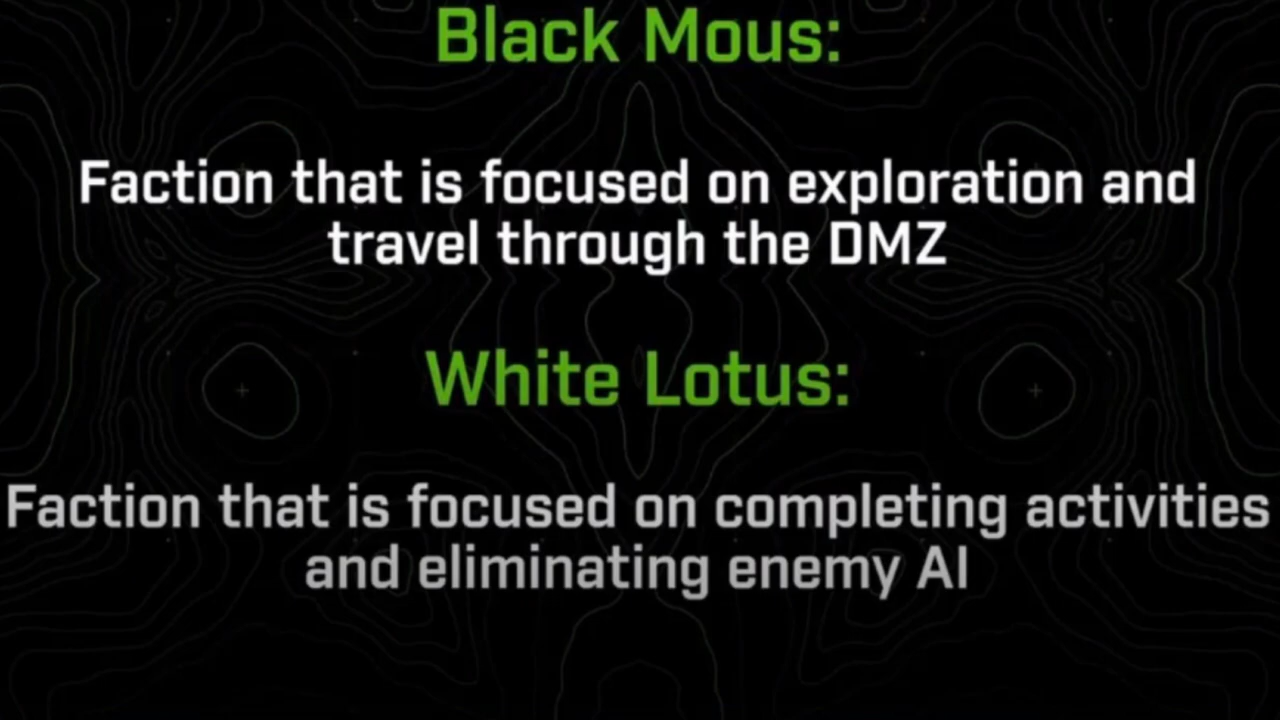 Black Mous:
Faction that is focused on exploration and
travel through the DMZ
White Lotus:
Faction that is focused on completing activities
and eliminating enemy AI